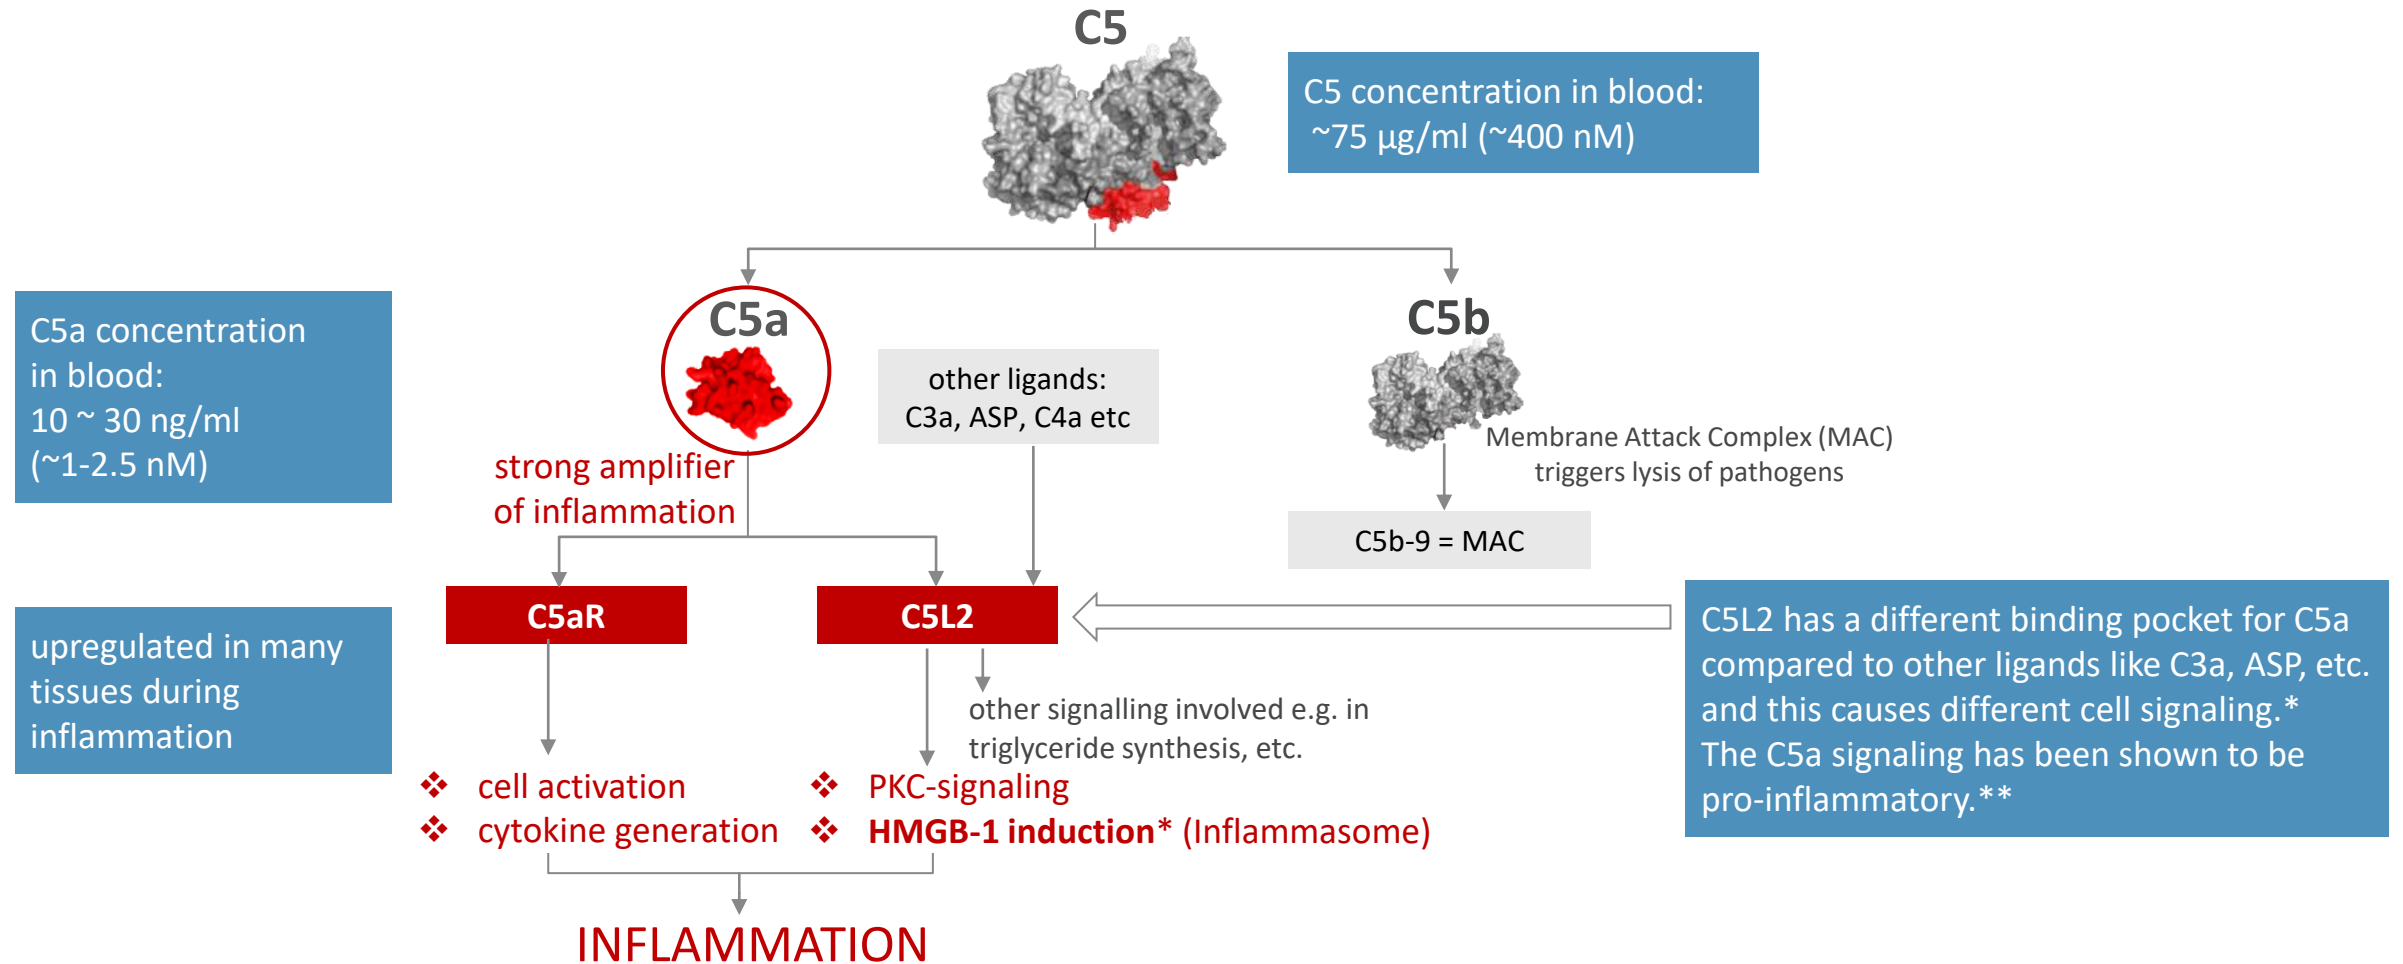 C5
C5 concentration in blood:
~75 µg/ml (~400 nM)
C5a concentration
in blood:
10 ~ 30 ng/ml
(~1-2.5 nM)
C5a
other ligands:
C3a, ASP, C4a etc
C5b
Membrane Attack Complex (MAC)
triggers lysis of pathogens
strong amplifier
of inflammation
C5b-9 = MAC
upregulated in many
tissues during
inflammation
C5aR
C5L2
C5L2 has a different binding pocket for C5a
compared to other ligands like C3a, ASP, etc.
and this causes different cell signaling.*
The C5a signaling has been shown to be
pro-inflammatory.**
other signalling involved e.g. in
triglyceride synthesis, etc.
❖ cell activation
❖ cytokine generation
❖ PKC-signaling
❖ HMGB-1 induction* (Inflammasome)
INFLAMMATION